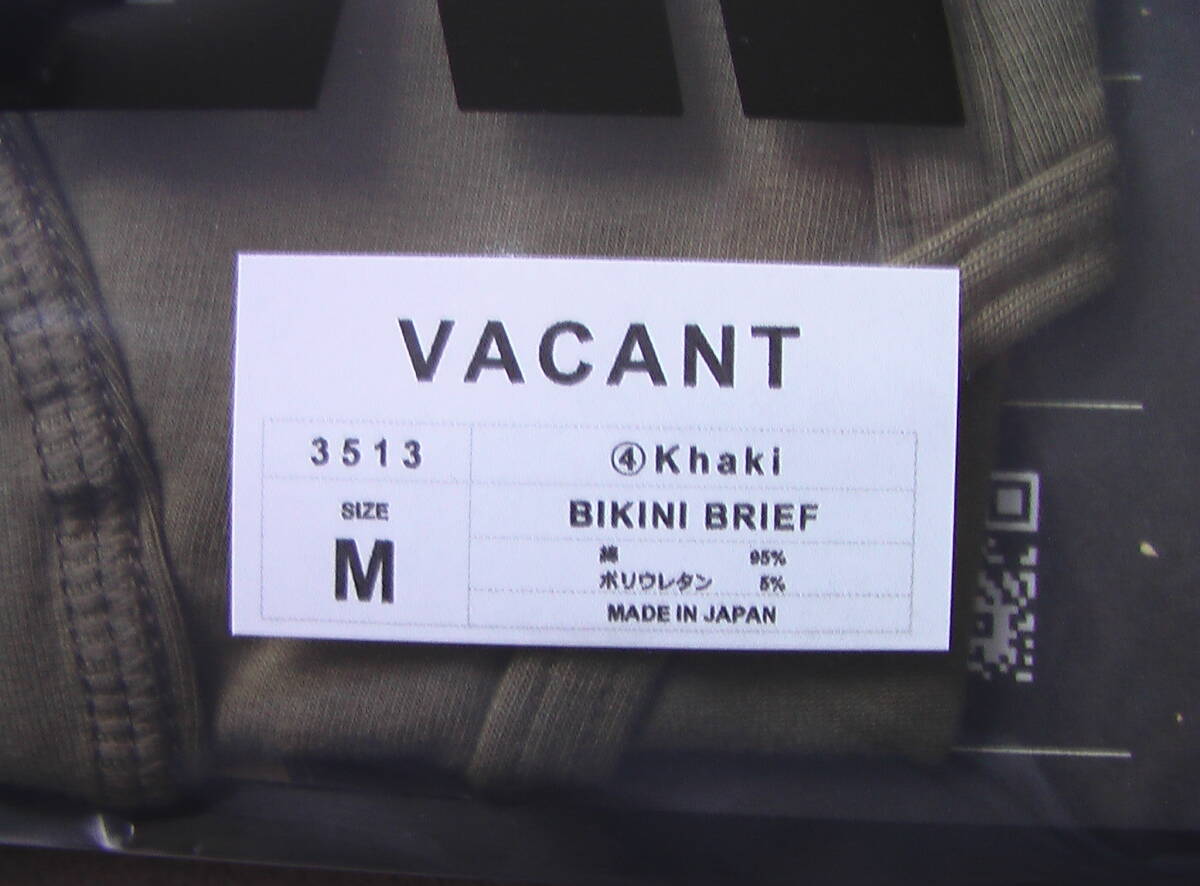 VACANT
3513
④Khaki
SIZE
M
BIKINI BRIEF
綿 95%
ポリウレタン 5%
MADE IN JAPAN